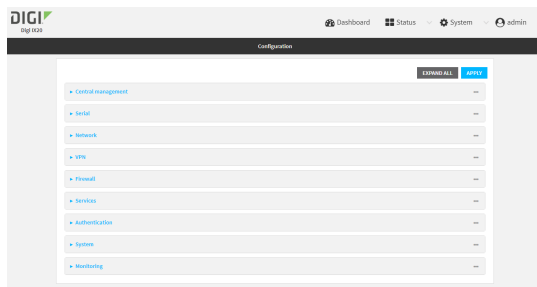 DIGI
Digi IX20
Dashboard
Status
System
admin
Configuration
EXPAND ALL
APPLY
Central management
Serial
Network
VPN
Firewall
Services
Authentication
System
Monitoring